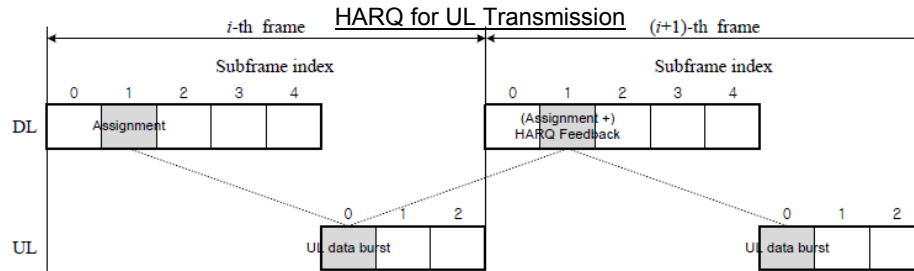 HARQ for UL Transmission
i-th frame
(i+1)-th frame
Subframe index
Subframe index
0 1 2 3 4
0 1 2 3 4
DL
Assignment
(Assignment +)
HARQ Feedback
0 1 2
0 1 2
UL
UL data burst
UL data burst